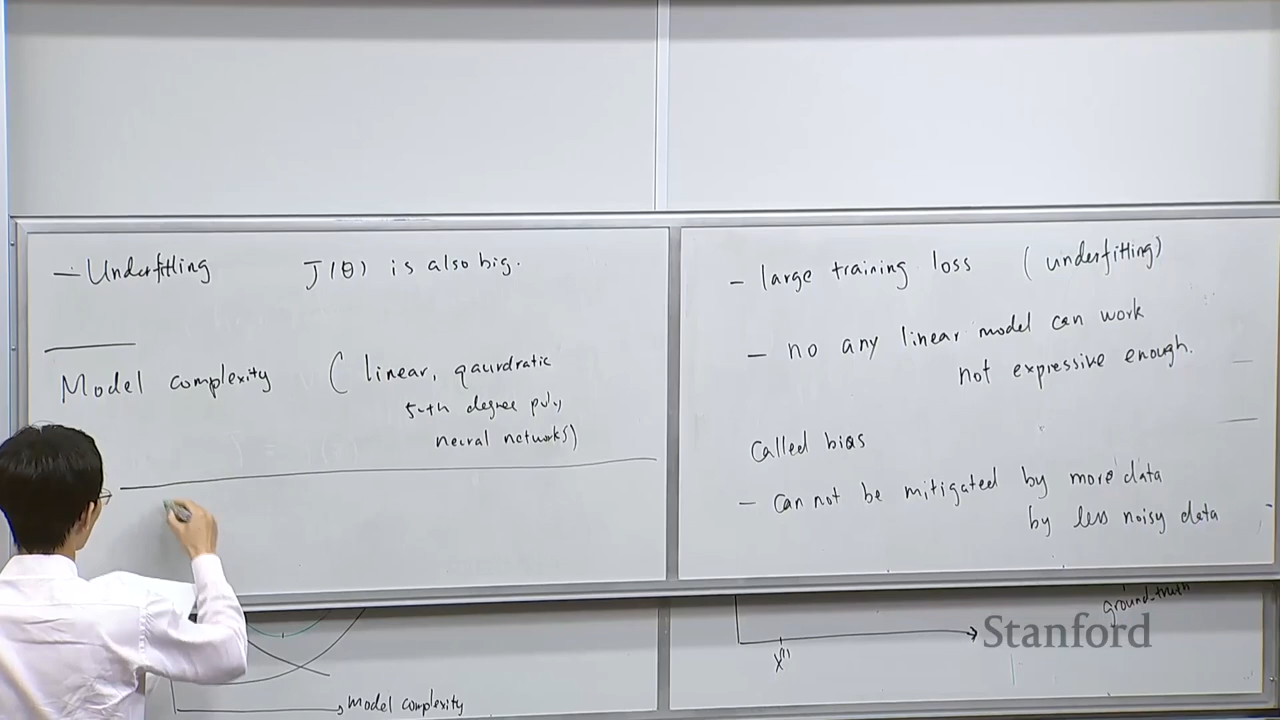 – Underfitting J(θ) is also big.
Model complexity ( linear, qaurdratic
5-th degree poly
neural networks)
model complexity
– large training loss (underfitting)
– no any linear model can work
not expressive enough.
Called bias
– can not be mitigated by more data
by less noisy data
ground-truth
x⁽¹⁾
Stanford